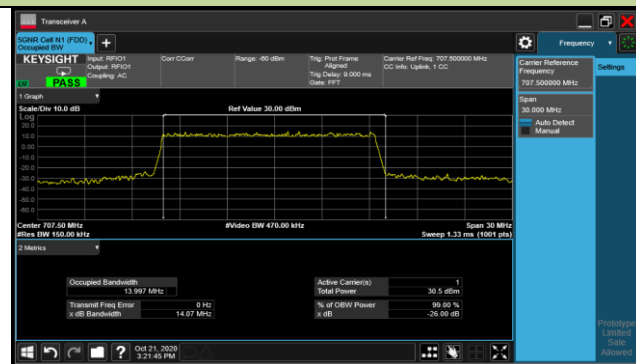 Transceiver A
5GNR Cell N1 (FDD)
Occupied BW
KEYSIGHT
Input: RFIO1
Output: RFIO1
Coupling: AC
Corr CCorr
Range: -60 dBm
Trig: Prot Frame
Aligned
Trig Delay: 9.000 ms
Gate: FFT
Carrier Ref Freq: 707.500000 MHz
CC Info: Uplink, 1 CC
PASS
Frequency
Carrier Reference
Frequency
707.500000 MHz
Settings
Span
30.000 MHz
Auto Detect
Manual
1 Graph
Scale/Div 10.0 dB
Ref Value 30.00 dBm
Log
20.0
10.0
0.00
-10.0
-20.0
-30.0
-40.0
-50.0
-60.0
Center 707.50 MHz
#Video BW 470.00 kHz
Span 30 MHz
#Res BW 150.00 kHz
Sweep 1.33 ms (1001 pts)
2 Metrics
Occupied Bandwidth
13.997 MHz
Active Carrier(s) 1
Total Power 30.5 dBm
Transmit Freq Error 0 Hz
x dB Bandwidth 14.07 MHz
% of OBW Power 99.00 %
x dB -26.00 dB
Oct 21, 2020
3:21:45 PM
Prototype
Limited
Sale
Allowed